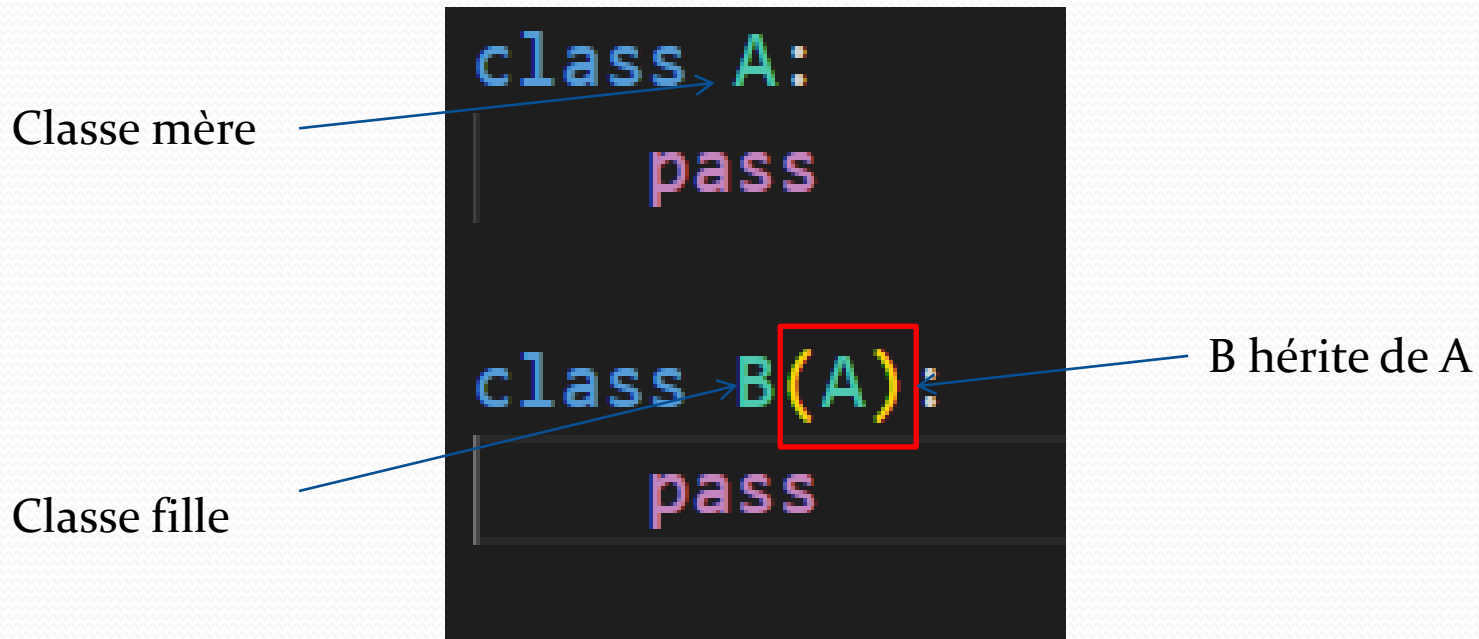 class A:
Classe mère
pass
class B(A):
B hérite de A
pass
Classe fille